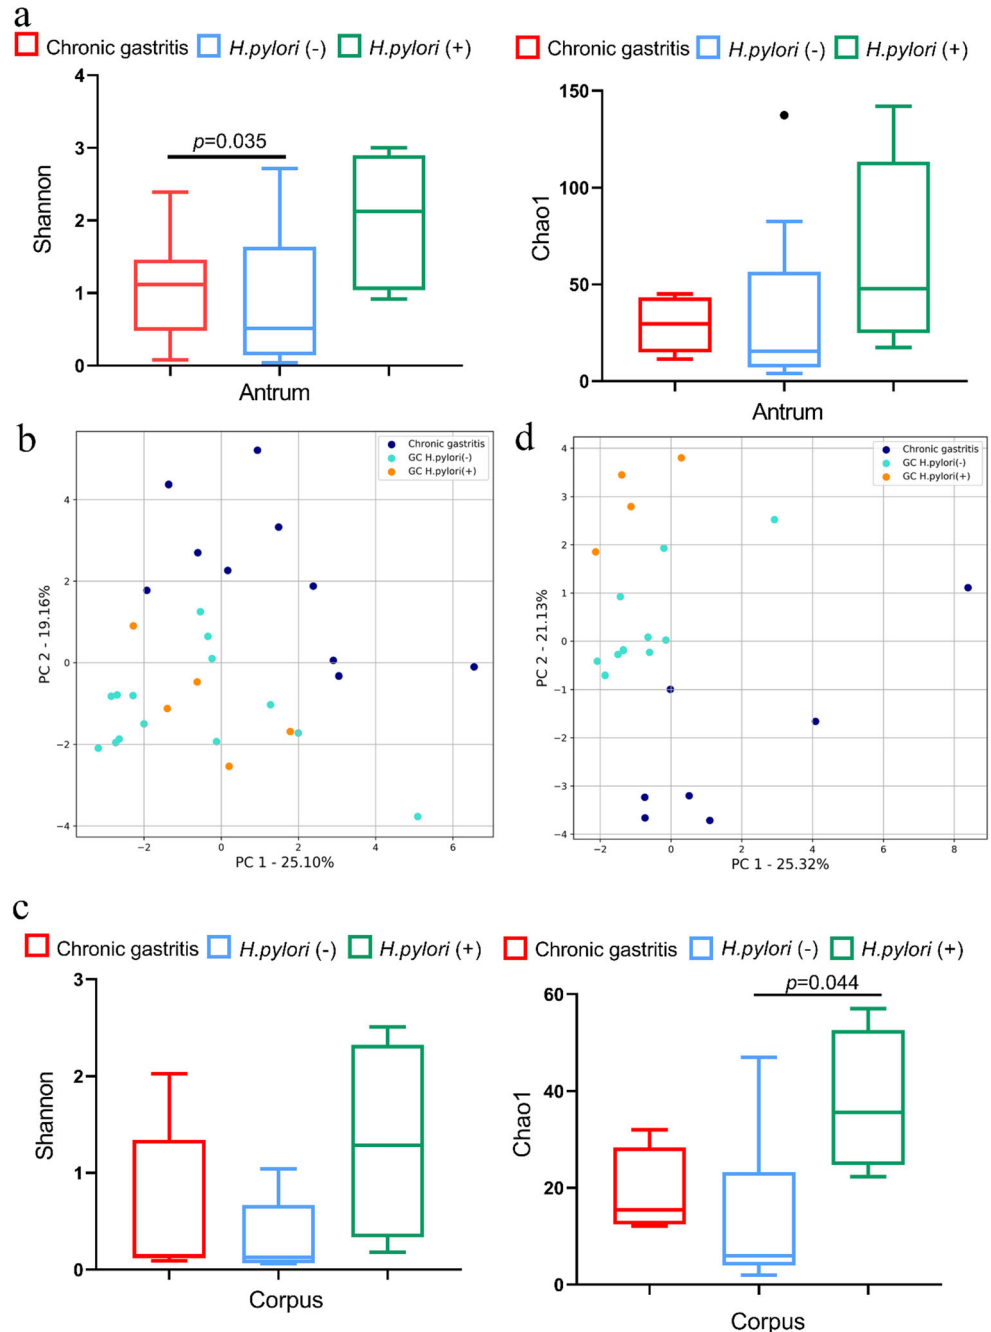 a
Chronic gastritis H.pylori (-) H.pylori (+)
4
3
2
1
0
Shannon
p=0.035
Antrum
Chronic gastritis H.pylori (-) H.pylori (+)
150
100
50
0
Chao1
Antrum
b
Chronic gastritis
GC H.pylori(-)
GC H.pylori(+)
4
2
0
−2
−4
PC 2 - 19.16%
−2 0 2 4 6
PC 1 - 25.10%
d
Chronic gastritis
GC H.pylori(-)
GC H.pylori(+)
4
3
2
1
0
−1
−2
−3
−4
PC 2 - 21.13%
−2 0 2 4 6 8
PC 1 - 25.32%
c
Chronic gastritis H.pylori (-) H.pylori (+)
3
2
1
0
Shannon
Corpus
Chronic gastritis H.pylori (-) H.pylori (+)
p=0.044
60
40
20
0
Chao1
Corpus